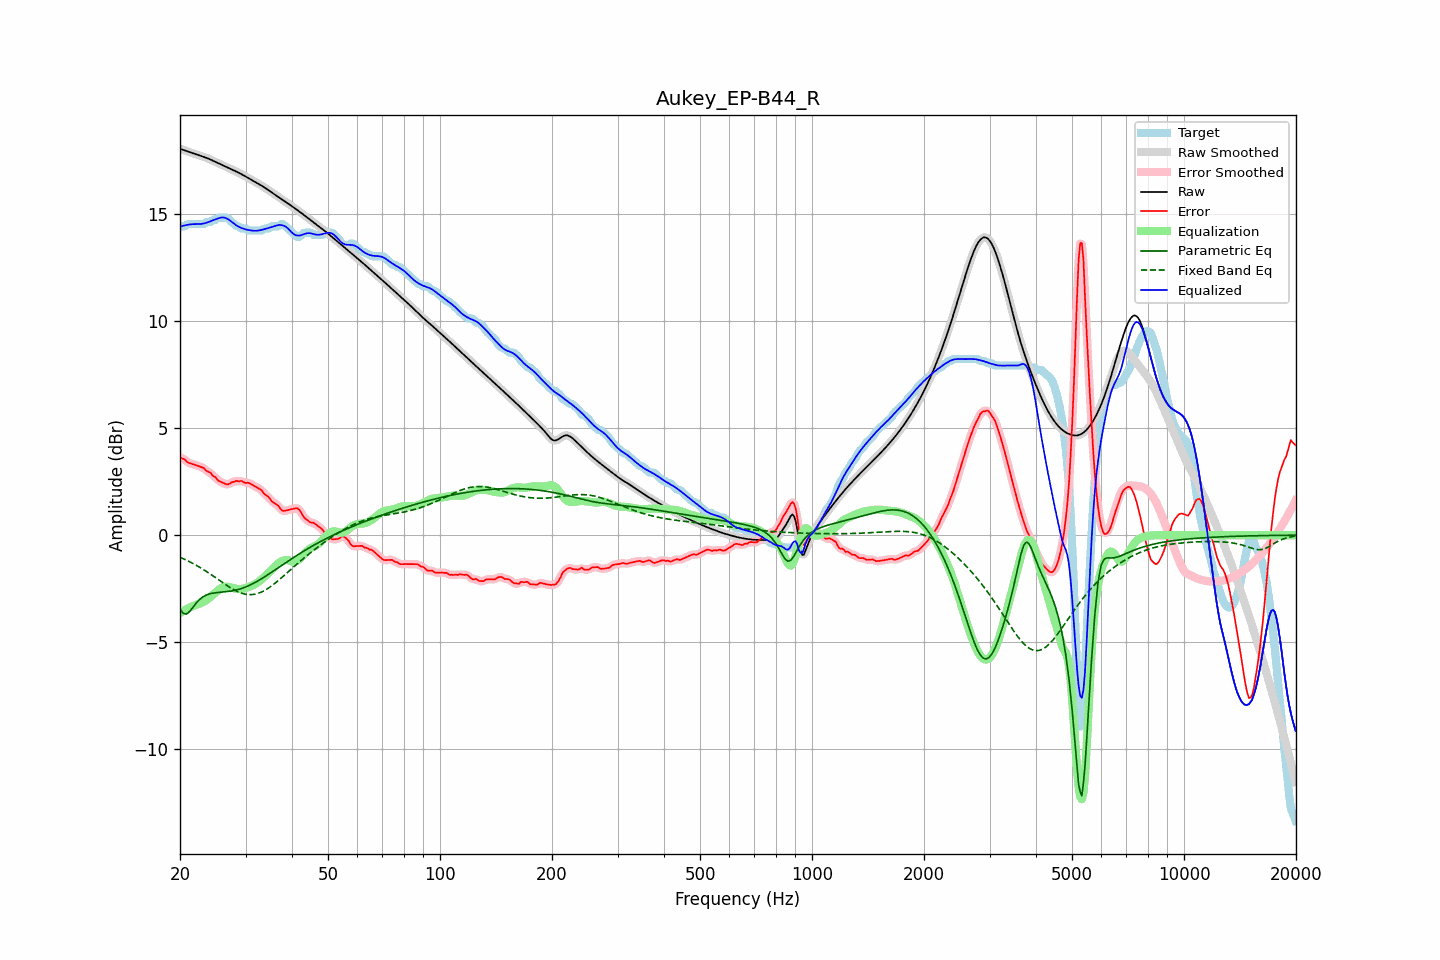 Aukey_EP-B44_R
Target
Raw Smoothed
Error Smoothed
Raw
Error
Equalization
Parametric Eq
Fixed Band Eq
Equalized
Amplitude (dBr)
15
10
5
0
−5
−10
20 50 100 200 500 1000 2000 5000 10000 20000
Frequency (Hz)